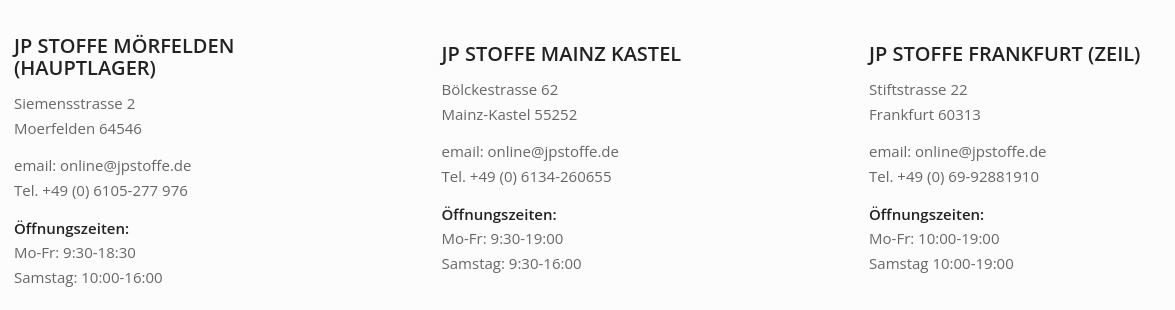 JP STOFFE MÖRFELDEN
(HAUPTLAGER)
Siemensstrasse 2
Moerfelden 64546
email: online@jpstoffe.de
Tel. +49 (0) 6105-277 976
Öffnungszeiten:
Mo-Fr: 9:30-18:30
Samstag: 10:00-16:00
JP STOFFE MAINZ KASTEL
Bölckestrasse 62
Mainz-Kastel 55252
email: online@jpstoffe.de
Tel. +49 (0) 6134-260655
Öffnungszeiten:
Mo-Fr: 9:30-19:00
Samstag: 9:30-16:00
JP STOFFE FRANKFURT (ZEIL)
Stiftstrasse 22
Frankfurt 60313
email: online@jpstoffe.de
Tel. +49 (0) 69-92881910
Öffnungszeiten:
Mo-Fr: 10:00-19:00
Samstag 10:00-19:00